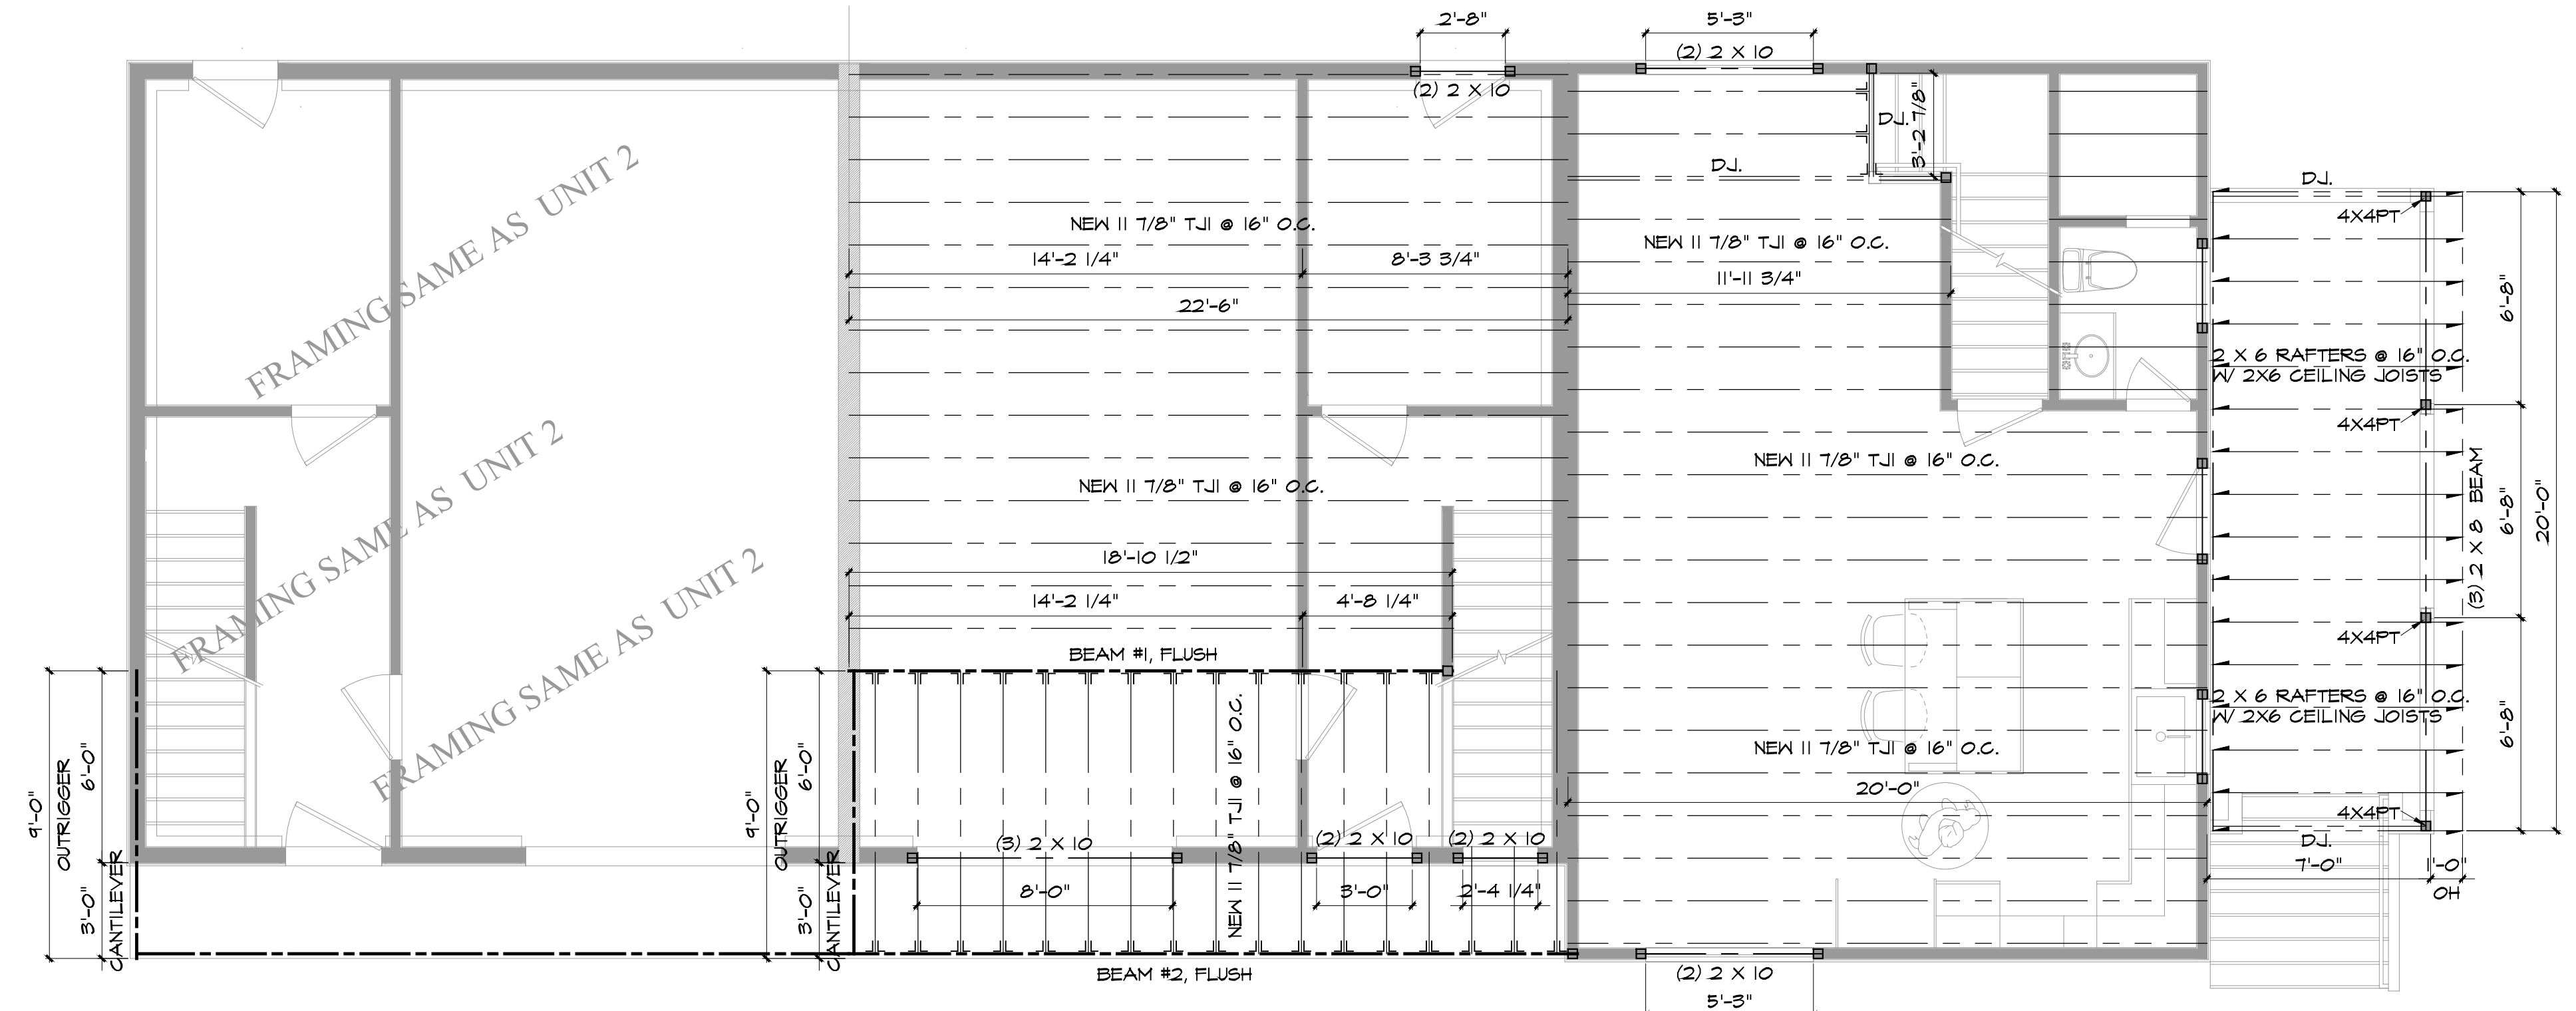 2'-8"
5'-3"
(2) 2 X 10
(2) 2 X 10
D.J.
3'-2 7/8"
D.J.
D.J.
4X4PT
FRAMING SAME AS UNIT 2
NEW 11 7/8" TJI @ 16" O.C.
NEW 11 7/8" TJI @ 16" O.C.
14'-2 1/4"
8'-3 3/4"
11'-11 3/4"
22'-6"
6'-8"
2 X 6 RAFTERS @ 16" O.C.
W/ 2X6 CEILING JOISTS
4X4PT
FRAMING SAME AS UNIT 2
NEW 11 7/8" TJI @ 16" O.C.
NEW 11 7/8" TJI @ 16" O.C.
(3) 2 X 8 BEAM
6'-8"
20'-0"
18'-10 1/2"
14'-2 1/4"
4'-8 1/4"
4X4PT
BEAM #1, FLUSH
FRAMING SAME AS UNIT 2
2 X 6 RAFTERS @ 16" O.C.
W/ 2X6 CEILING JOISTS
6'-8"
NEW 11 7/8" TJI @ 16" O.C.
NEW 11 7/8" TJI @ 16" O.C.
20'-0"
9'-0"
OUTRIGGER
6'-0"
9'-0"
OUTRIGGER
6'-0"
4X4PT
D.J.
(3) 2 X 10
(2) 2 X 10
(2) 2 X 10
7'-0"
1'-0"
OH
8'-0"
3'-0"
2'-4 1/4"
3'-0"
CANTILEVER
3'-0"
CANTILEVER
BEAM #2, FLUSH
(2) 2 X 10
5'-3"